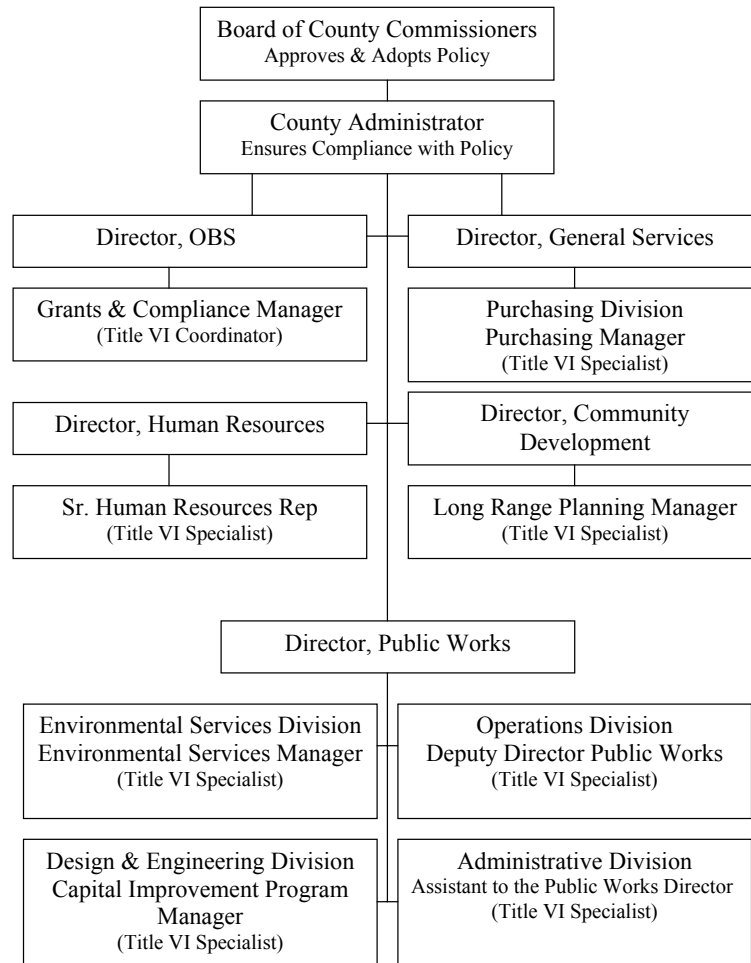 Board of County Commissioners
Approves & Adopts Policy
County Administrator
Ensures Compliance with Policy
Director, OBS
Director, General Services
Grants & Compliance Manager
(Title VI Coordinator)
Purchasing Division
Purchasing Manager
(Title VI Specialist)
Director, Human Resources
Director, Community
Development
Sr. Human Resources Rep
(Title VI Specialist)
Long Range Planning Manager
(Title VI Specialist)
Director, Public Works
Environmental Services Division
Environmental Services Manager
(Title VI Specialist)
Operations Division
Deputy Director Public Works
(Title VI Specialist)
Design & Engineering Division
Capital Improvement Program
Manager
(Title VI Specialist)
Administrative Division
Assistant to the Public Works Director
(Title VI Specialist)